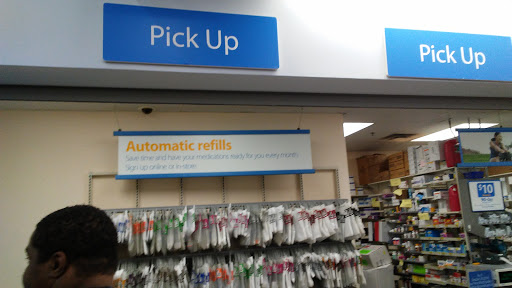 Pick Up
Pick Up
Automatic refills
Save time and have your medications ready for you every month.
Sign up online or in-store.
$10